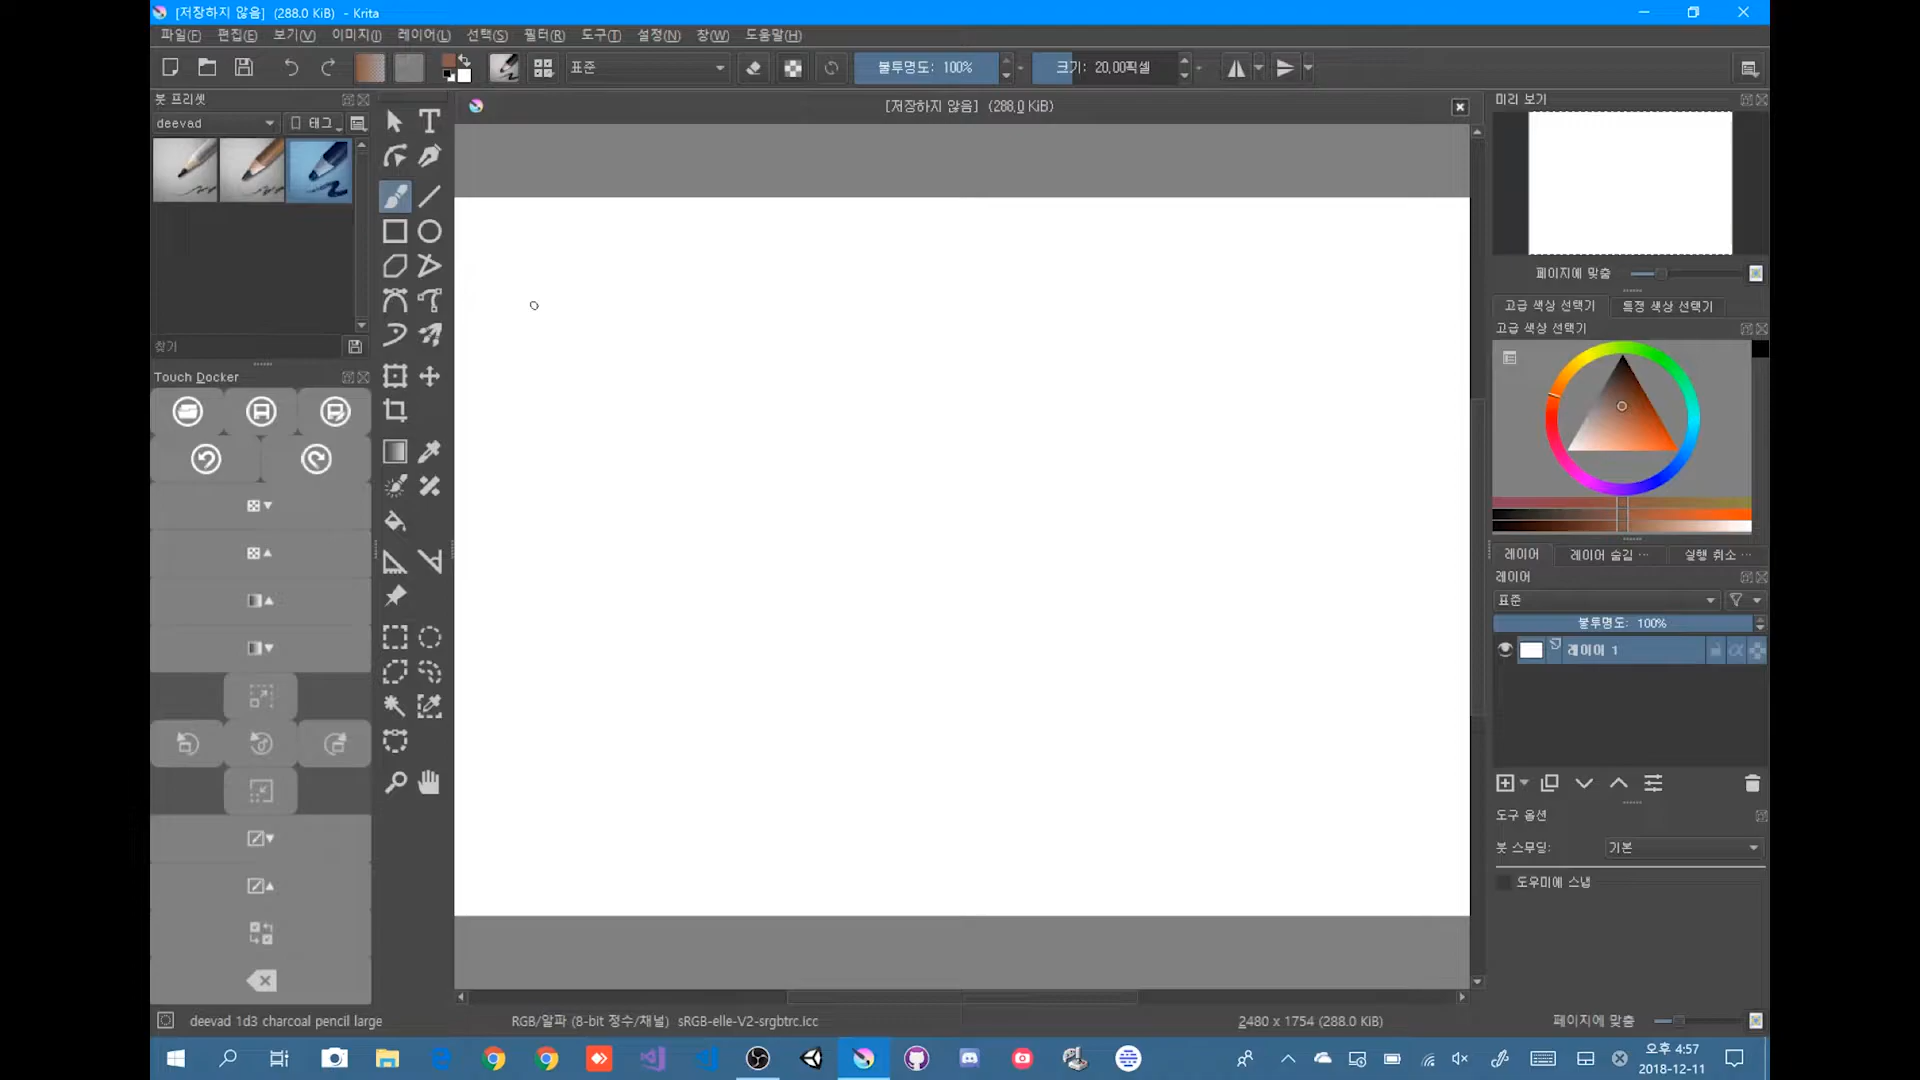 [저장하지 않음] (288.0 KiB) - Krita
파일(F) 편집(E) 보기(V) 이미지(I) 레이어(L) 선택(S) 필터(R) 도구(T) 설정(N) 창(W) 도움말(H)
표준 불투명도: 100% 크기: 20.00픽셀
붓 프리셋
deevad 태그
찾기
Touch Docker
[저장하지 않음] (288.0 KiB)
미리 보기
페이지에 맞춤
고급 색상 선택기 특정 색상 선택기
고급 색상 선택기
레이어 레이어 숨김 ... 실행 취소 ...
레이어
표준
불투명도: 100%
레이어 1
도구 옵션
붓 스무딩: 기본
도우미에 스냅
deevad 1d3 charcoal pencil large RGB/알파 (8-bit 정수/채널) sRGB-elle-V2-srgbtrc.icc 2480 x 1754 (288.0 KiB) 페이지에 맞춤
오후 4:57
2018-12-11